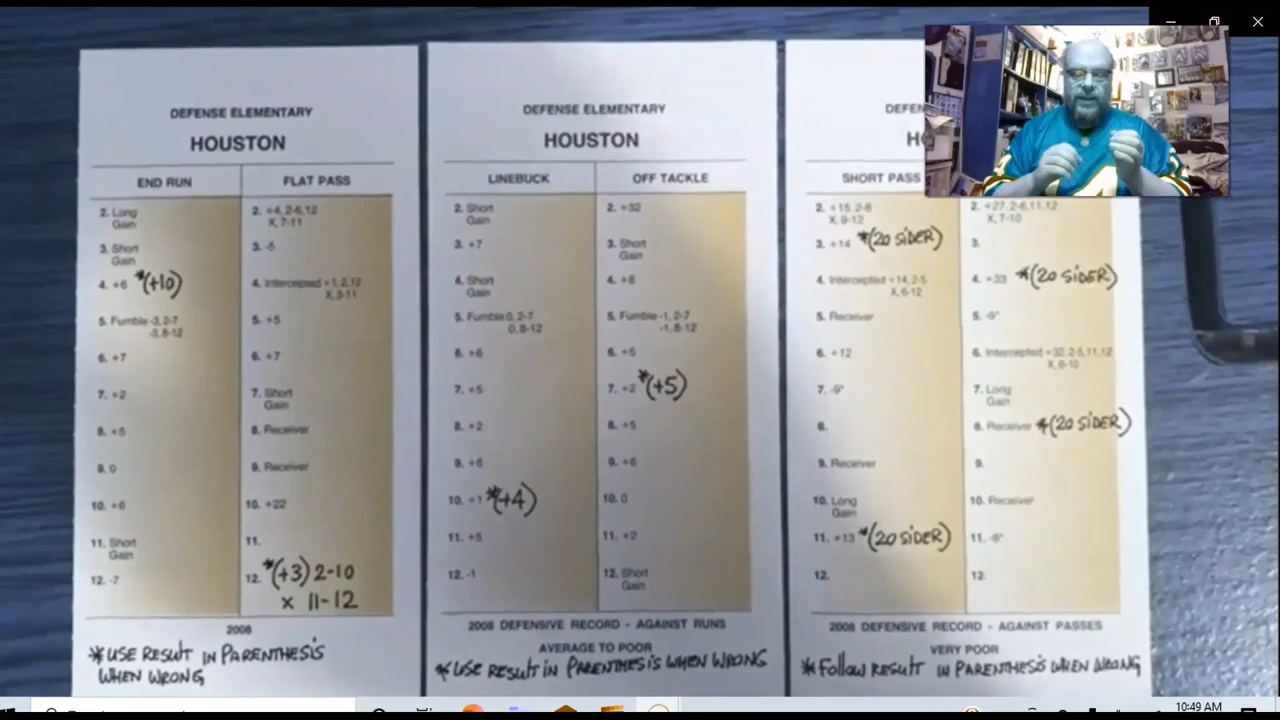 DEFENSE ELEMENTARY
HOUSTON
END RUN
FLAT PASS
2. Long
Gain
3. Short
Gain
4. +6 *(+10)
5. Fumble -3, 2-7
-3, 8-12
6. +7
7. +2
8. +5
9. 0
10. +6
11. Short
Gain
12. -7
2. +4, 2-6,12
X, 7-11
3. -5
4. Intercepted +1, 2,12
X, 3-11
5. +5
6. +7
7. Short
Gain
8. Receiver
9. Receiver
10. +22
11.
12. *(+3) 2-10
X 11-12
2008
*USE RESULT IN PARENTHESIS
WHEN WRONG
DEFENSE ELEMENTARY
HOUSTON
LINEBUCK
OFF TACKLE
2. Short
Gain
3. +7
4. Short
Gain
5. Fumble 0, 2-7
0, 8-12
6. +6
7. +5
8. +2
9. +6
10. +1 *(+4)
11. +5
12. -1
2. +32
3. Short
Gain
4. +8
5. Fumble -1, 2-7
-1, 8-12
6. +5
7. +2 *(+5)
8. +5
9. +6
10. 0
11. +2
12. Short
Gain
2008 DEFENSIVE RECORD - AGAINST RUNS
AVERAGE TO POOR
*USE RESULT IN PARENTHESIS WHEN WRONG
SHORT PASS
2. +15, 2-8
X, 9-12
3. +14 *(20 SIDER)
4. Intercepted +14, 2-5
X, 6-12
5. Receiver
6. +12
7. -9*
8.
9. Receiver
10. Long
Gain
11. +13 *(20 SIDER)
12.
2. +27, 2-6,11,12
X, 7-10
3.
4. +33 *(20 SIDER)
5. -9*
6. Intercepted +32, 2-5,11,12
X, 6-10
7. Long
Gain
8. Receiver *(20 SIDER)
9.
10. Receiver
11. -8*
12.
2008 DEFENSIVE RECORD - AGAINST PASSES
VERY POOR
*FOLLOW RESULT IN PARENTHESIS WHEN WRONG
10:49 AM